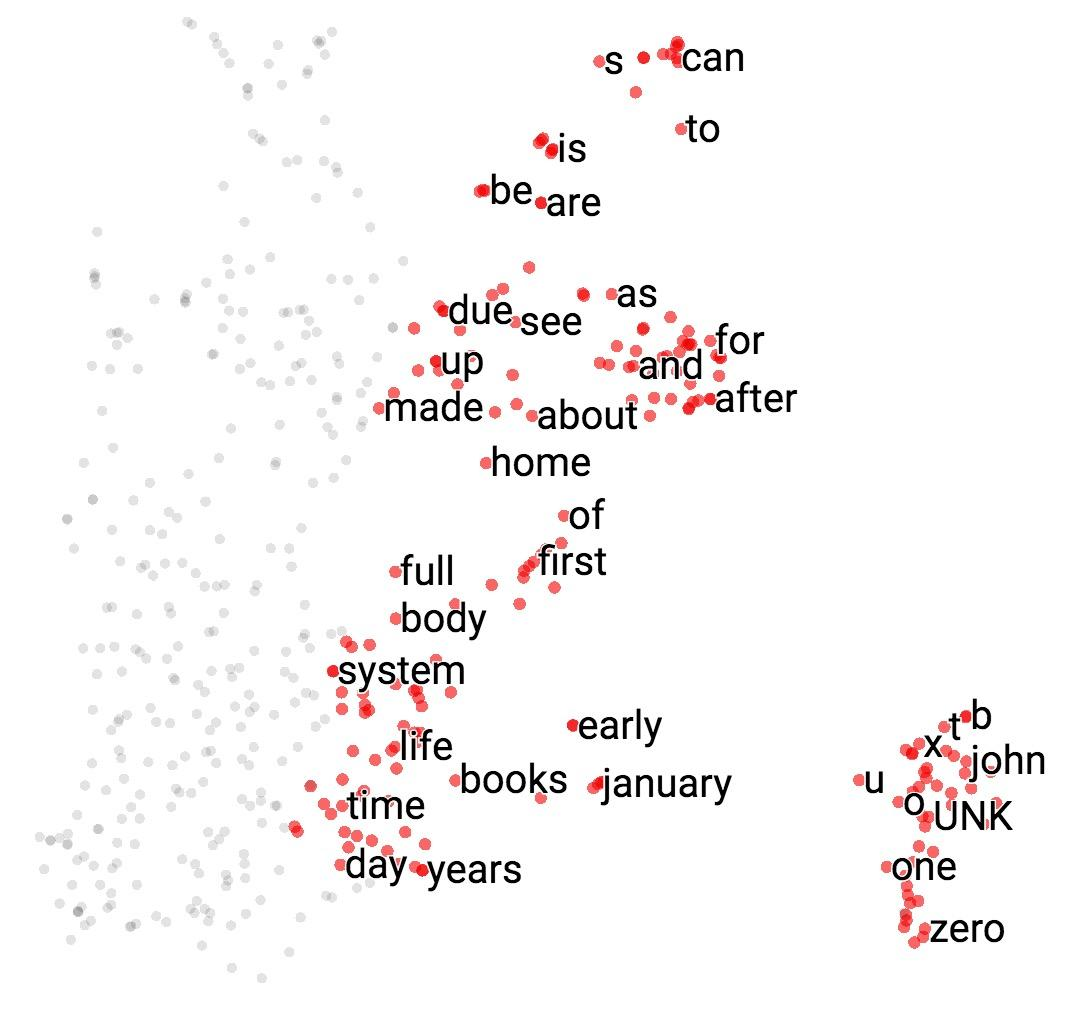 s
can
to
is
be
are
as
due
see
for
up
and
made
after
about
home
of
first
full
body
system
early
life
books
january
time
day
years
b
t
x
john
u
o
UNK
one
zero